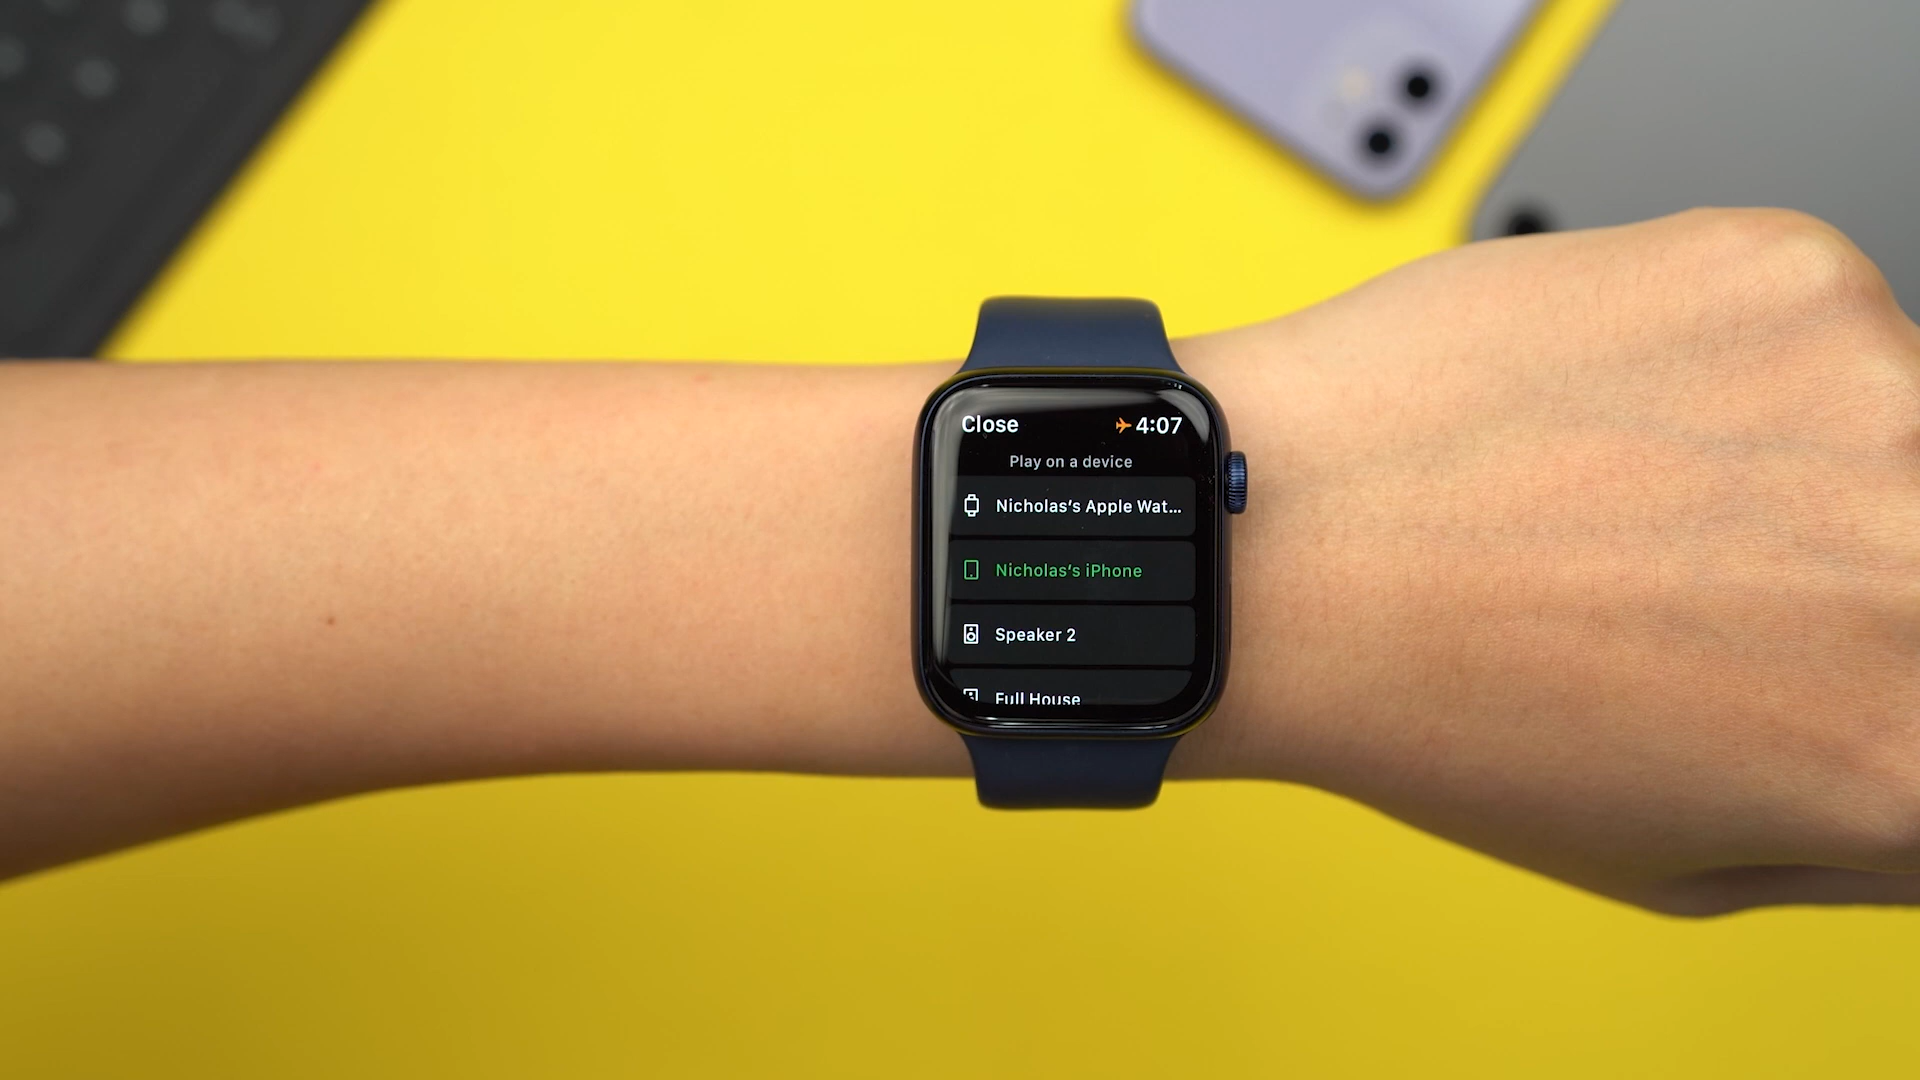 Close 4:07
Play on a device
Nicholas's Apple Wat...
Nicholas's iPhone
Speaker 2
Full House